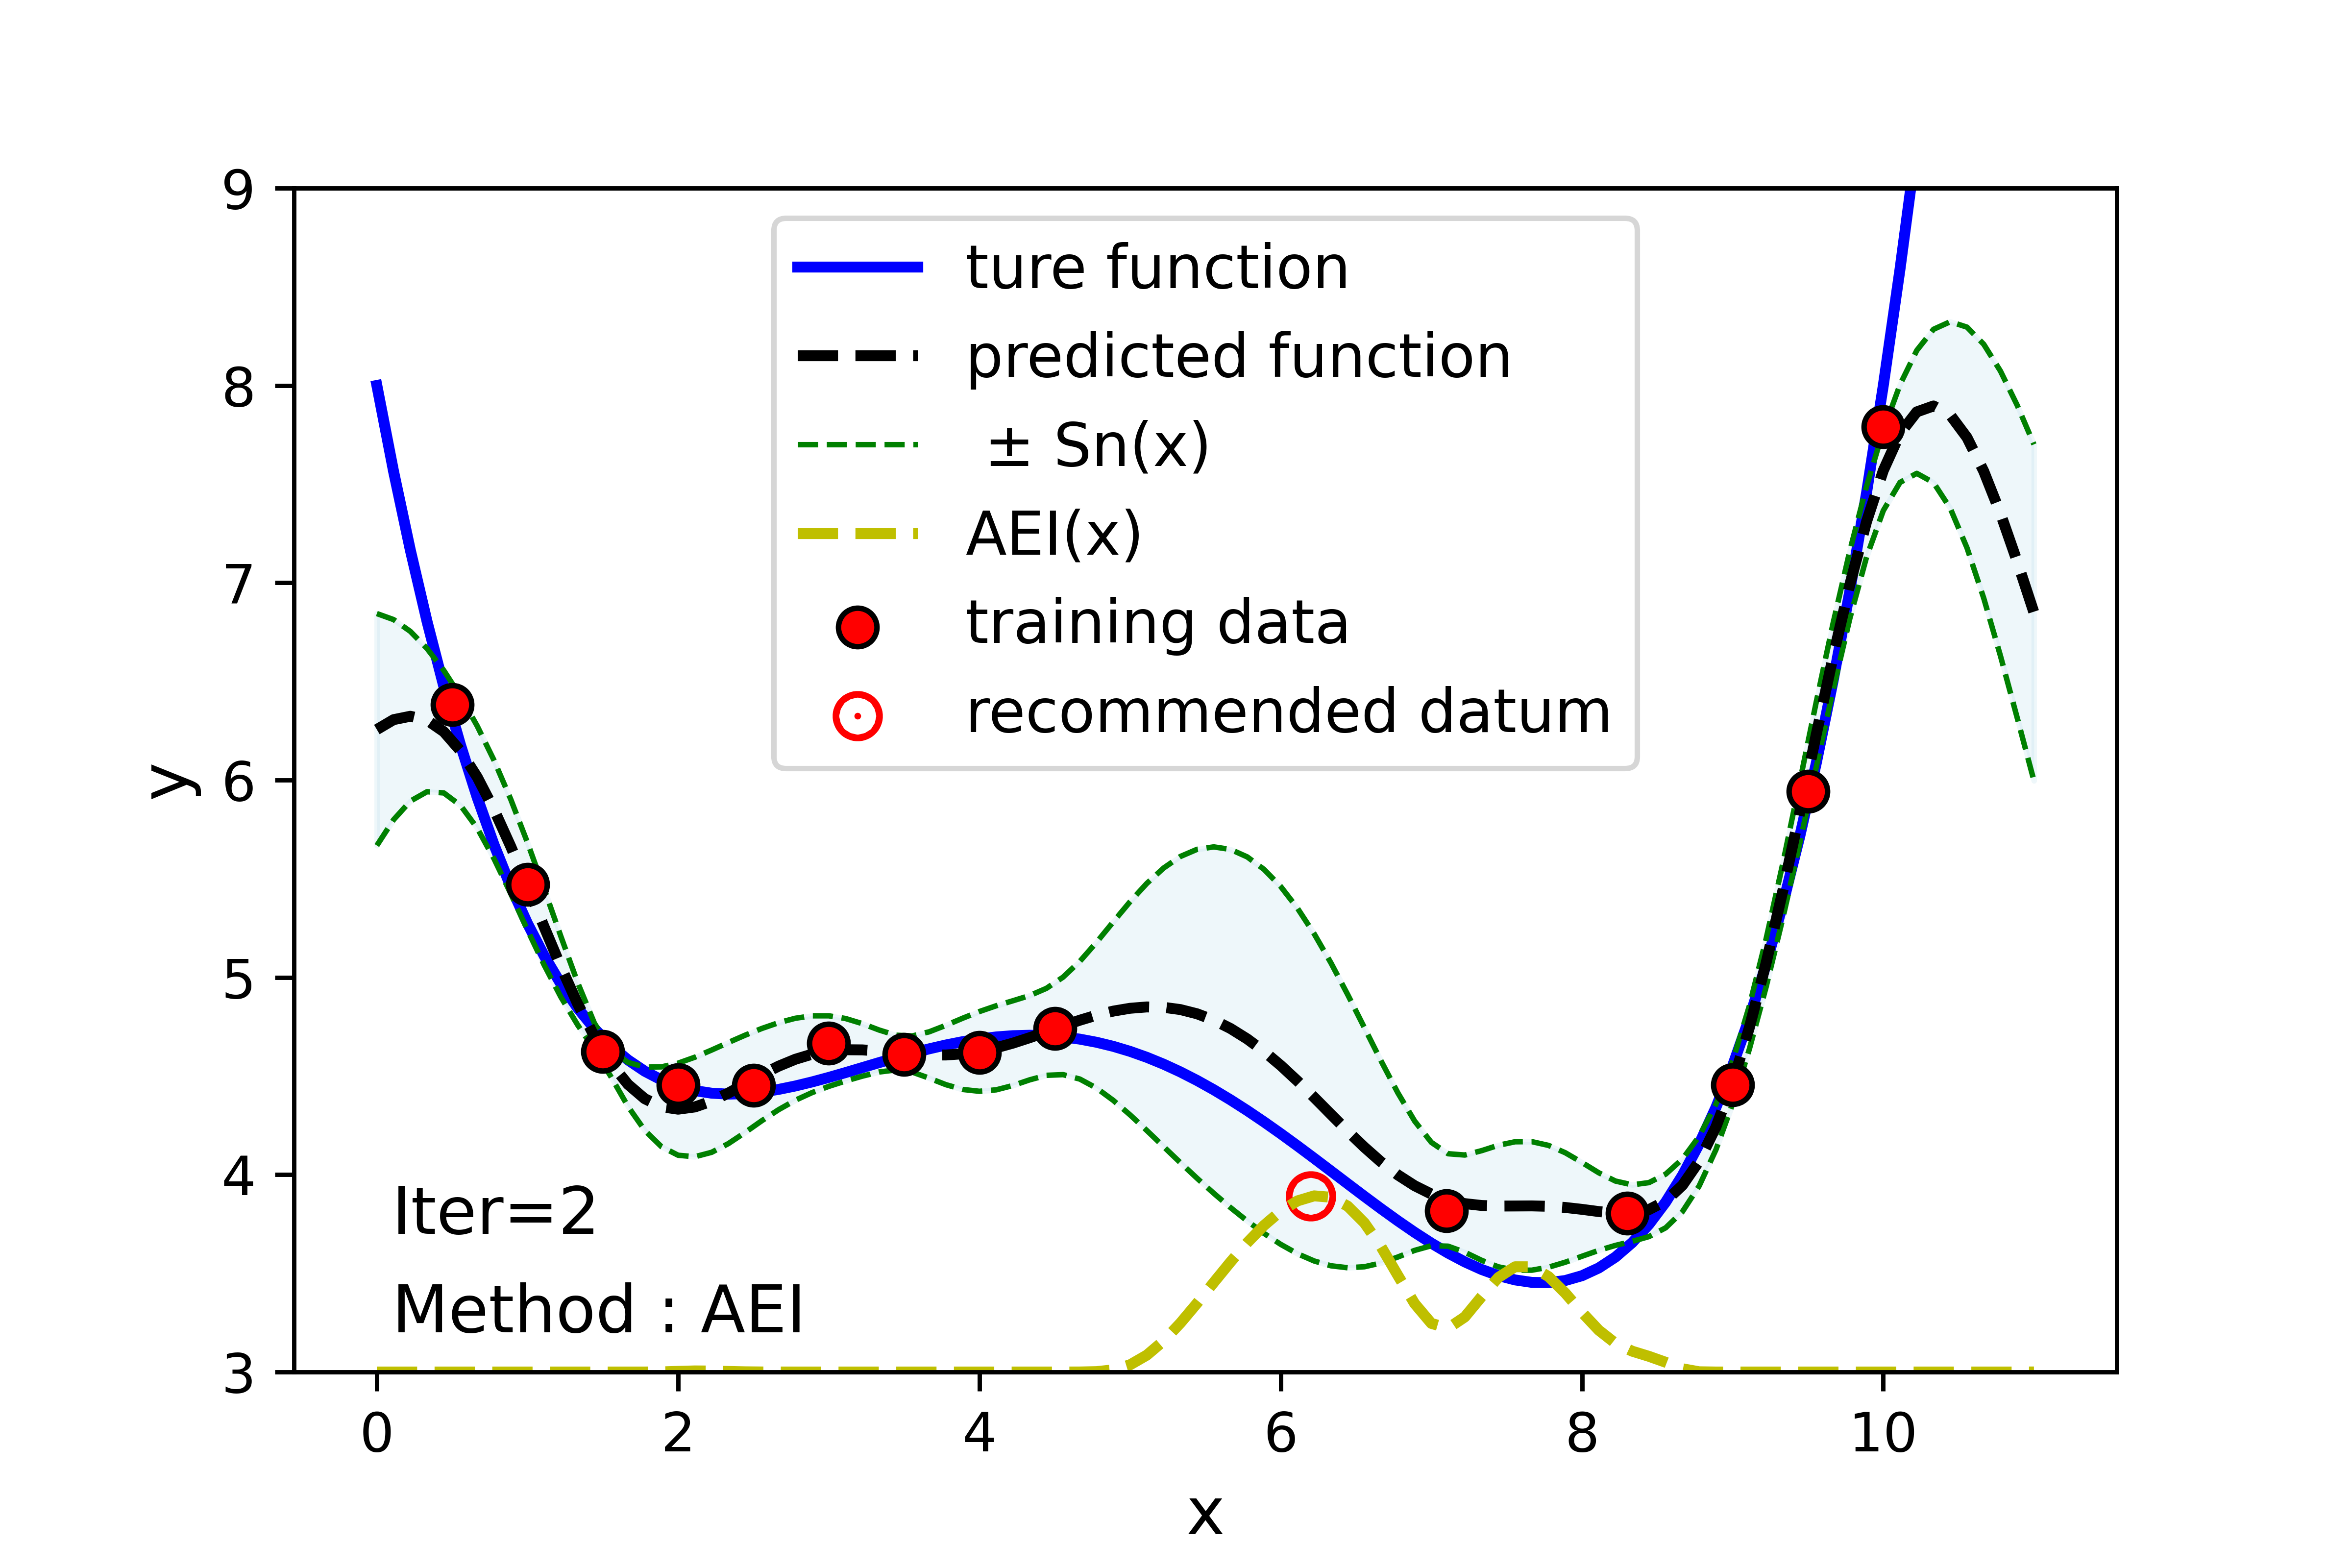 9
8
7
6
5
4
3
y
ture function
predicted function
± Sn(x)
AEI(x)
training data
recommended datum
Iter=2
Method : AEI
0 2 4 6 8 10
x